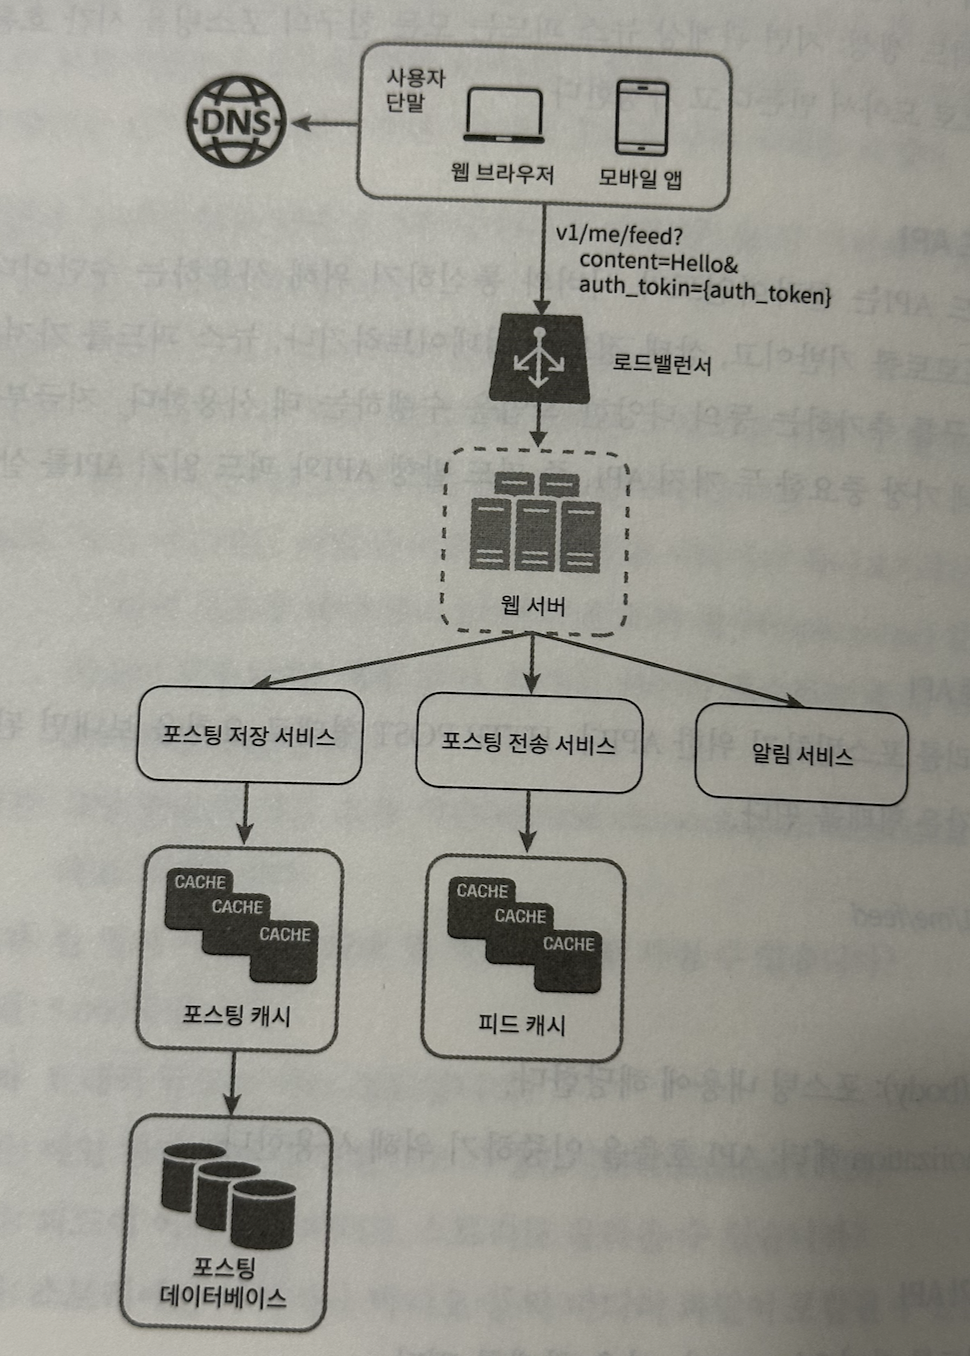 사용자
단말
DNS
웹 브라우저
모바일 앱
v1/me/feed?
content=Hello&
auth_tokin={auth_token}
로드밸런서
웹 서버
포스팅 저장 서비스
포스팅 전송 서비스
알림 서비스
CACHE
CACHE
CACHE
포스팅 캐시
CACHE
CACHE
CACHE
피드 캐시
포스팅
데이터베이스